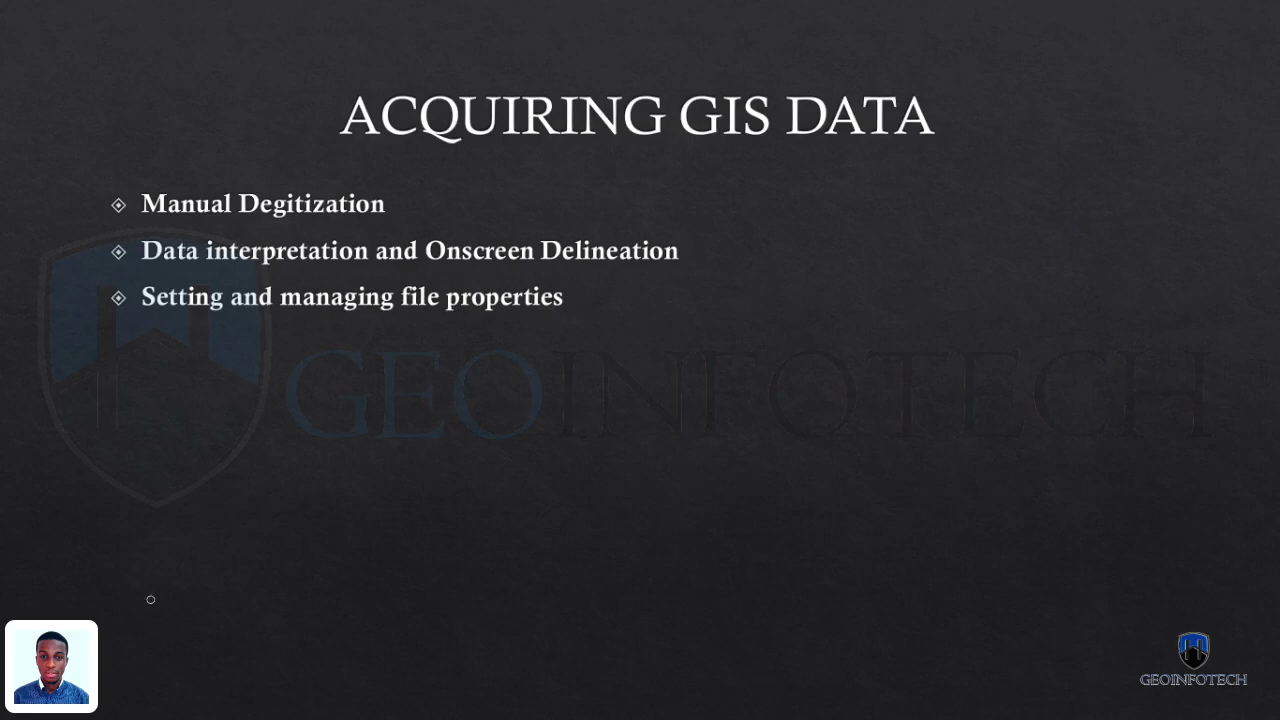 ACQUIRING GIS DATA
Manual Degitization
Data interpretation and Onscreen Delineation
Setting and managing file properties
GEOINFOTECH
GEOINFOTECH